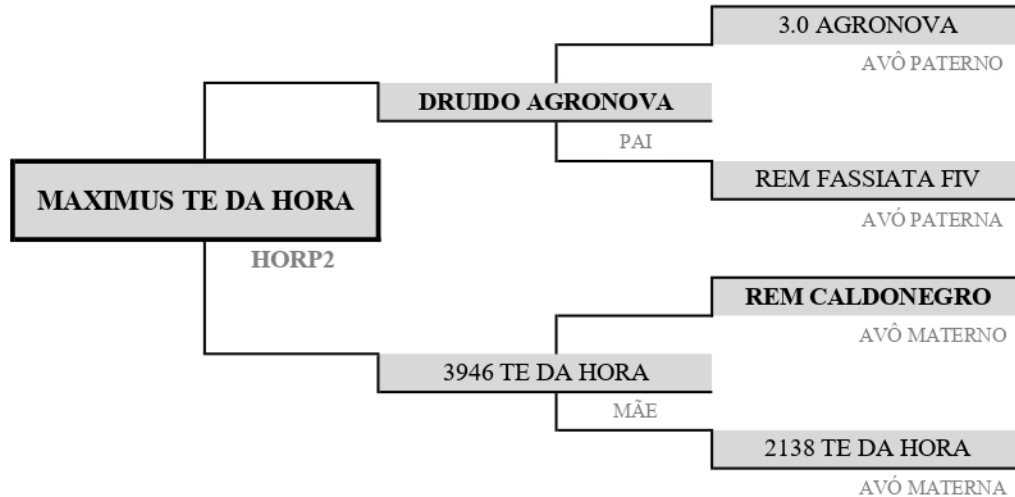 3.0 AGRONOVA
AVÔ PATERNO
DRUIDO AGRONOVA
PAI
REM FASSIATA FIV
AVÓ PATERNA
MAXIMUS TE DA HORA
HORP2
REM CALDONEGRO
AVÔ MATERNO
3946 TE DA HORA
MÃE
2138 TE DA HORA
AVÓ MATERNA